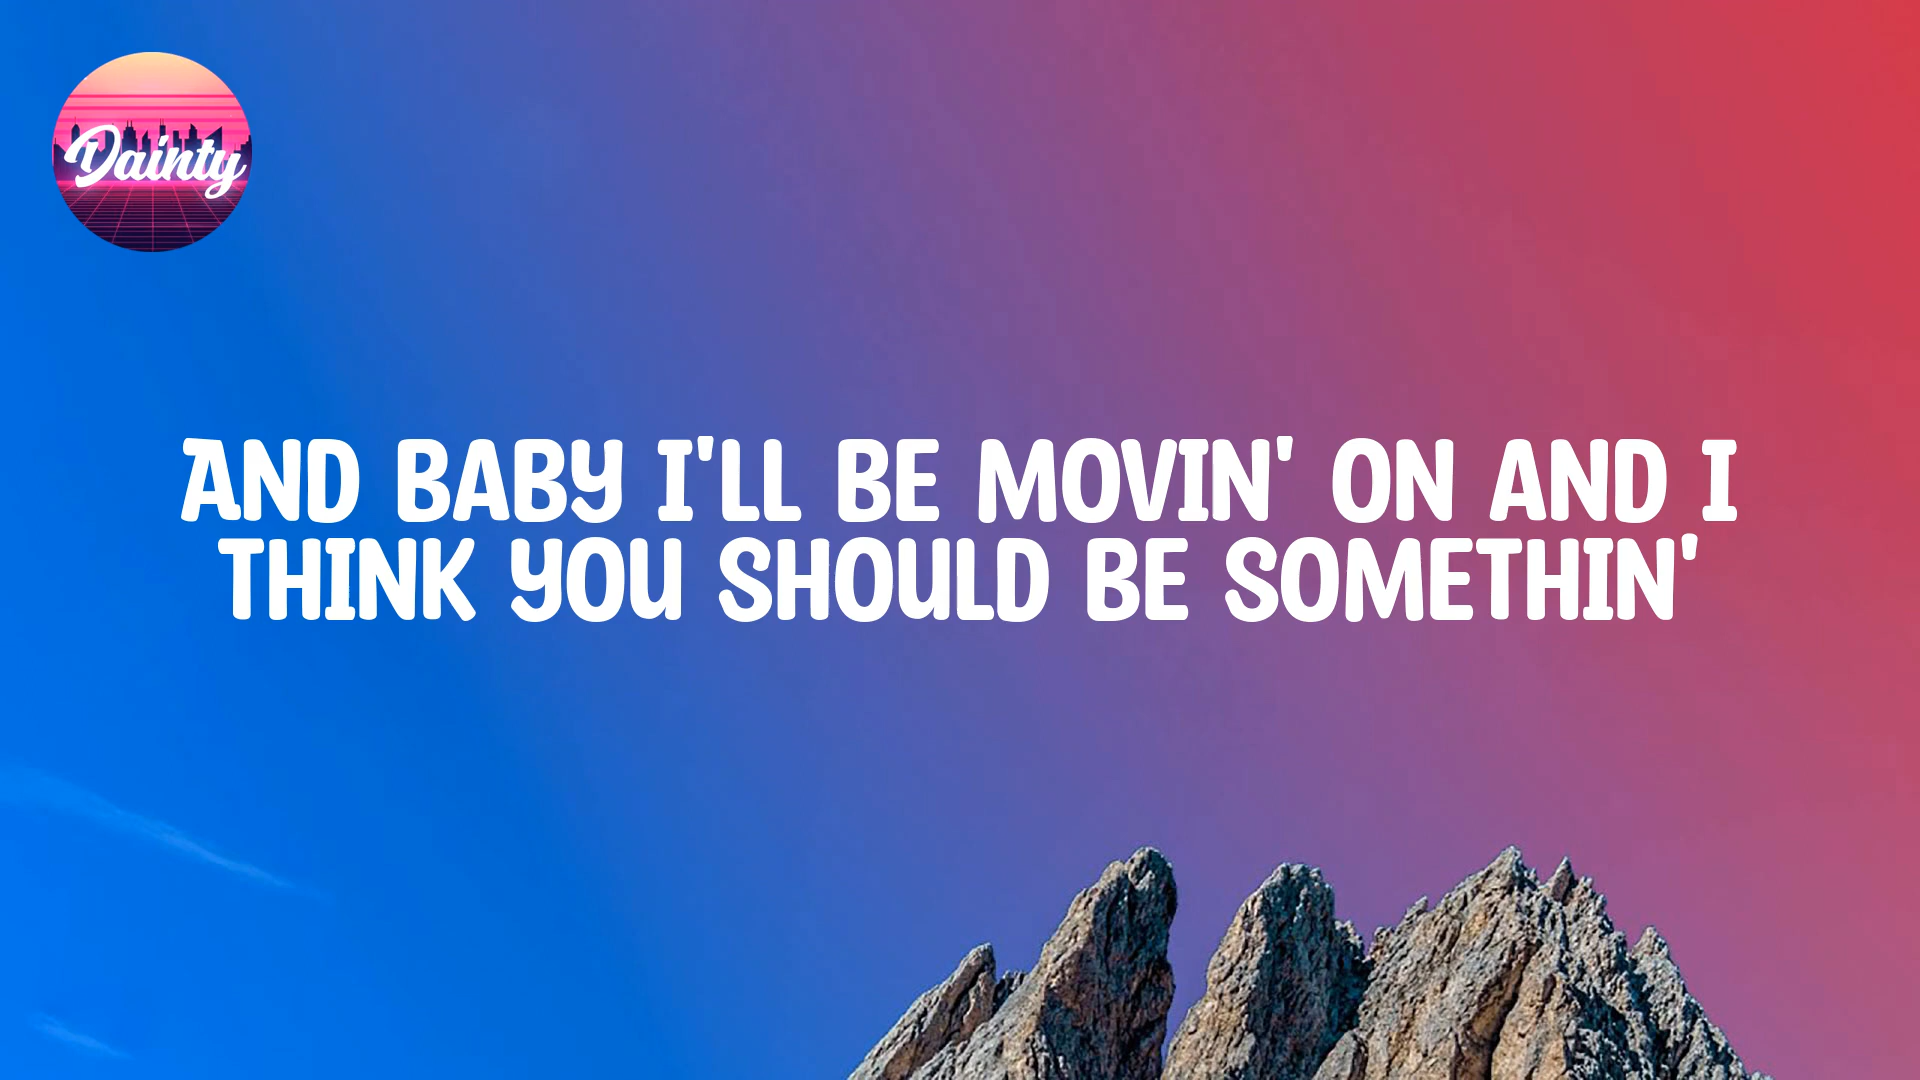 Dainty
AND BABY I'LL BE MOVIN' ON AND I
THINK YOU SHOULD BE SOMETHIN'